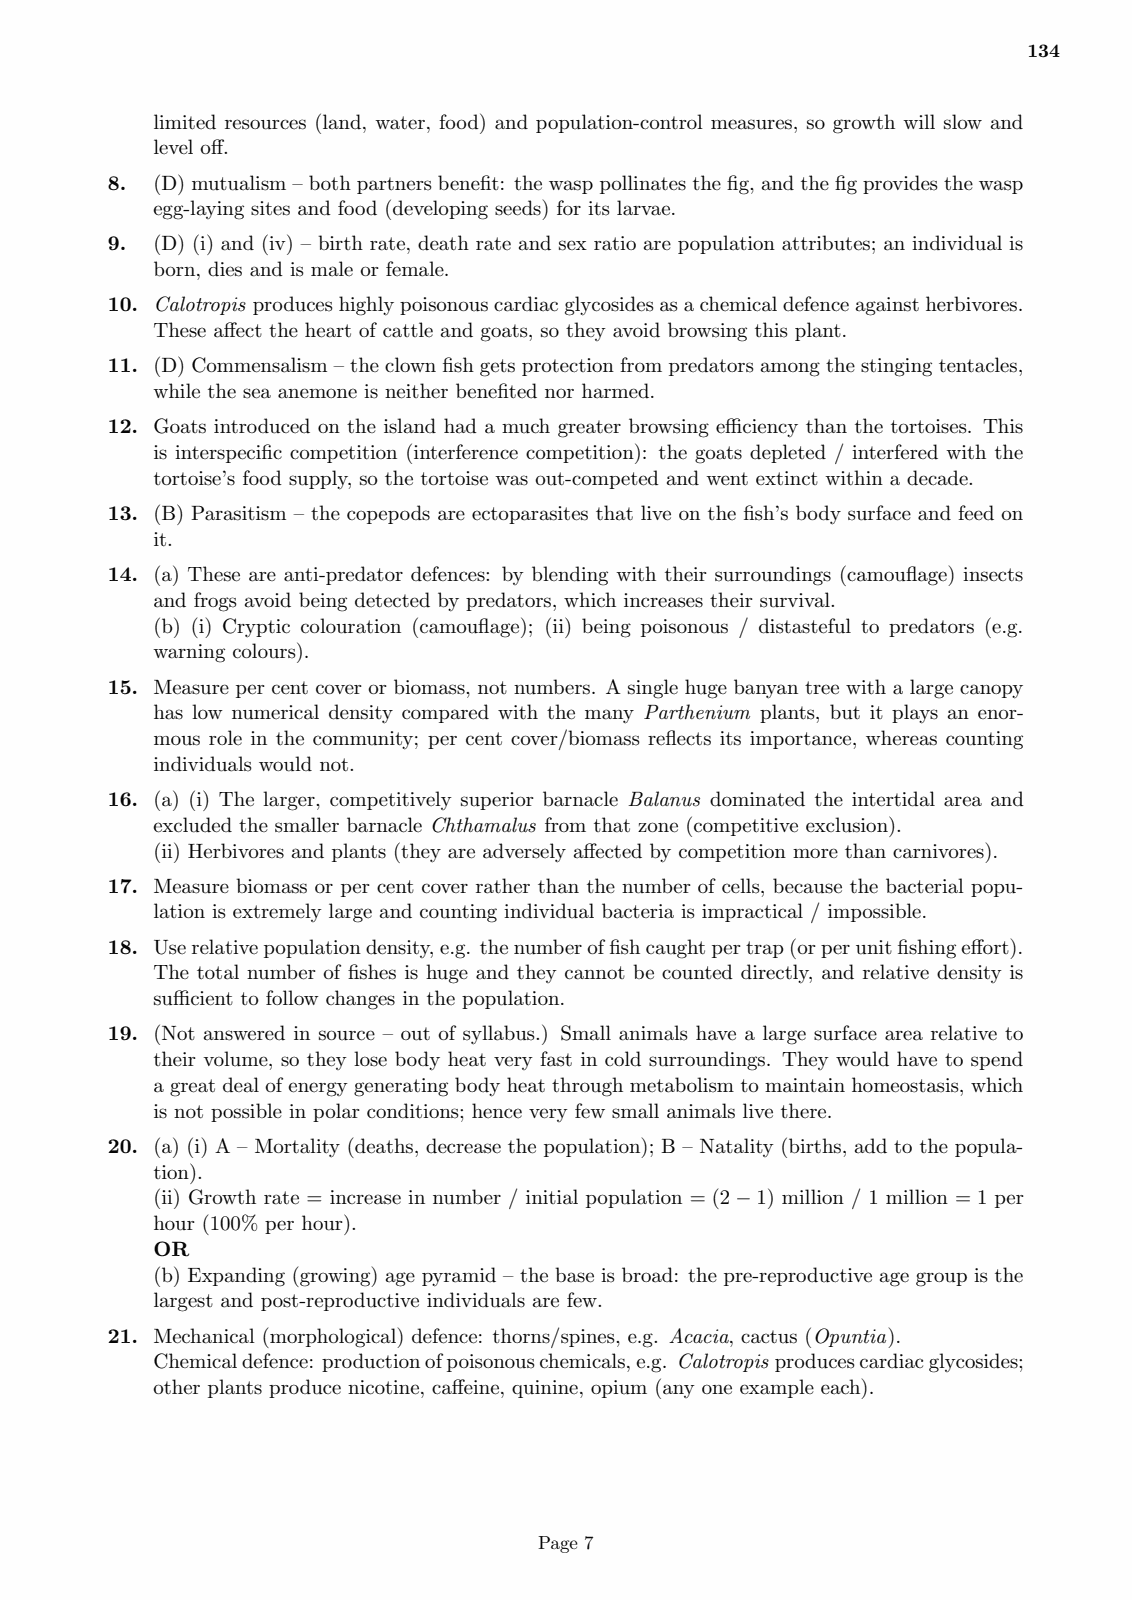 134
limited resources (land, water, food) and population-control measures, so growth will slow and
level off.
8. (D) mutualism – both partners benefit: the wasp pollinates the fig, and the fig provides the wasp
egg-laying sites and food (developing seeds) for its larvae.
9. (D) (i) and (iv) – birth rate, death rate and sex ratio are population attributes; an individual is
born, dies and is male or female.
10. Calotropis produces highly poisonous cardiac glycosides as a chemical defence against herbivores.
These affect the heart of cattle and goats, so they avoid browsing this plant.
11. (D) Commensalism – the clown fish gets protection from predators among the stinging tentacles,
while the sea anemone is neither benefited nor harmed.
12. Goats introduced on the island had a much greater browsing efficiency than the tortoises. This
is interspecific competition (interference competition): the goats depleted / interfered with the
tortoise's food supply, so the tortoise was out-competed and went extinct within a decade.
13. (B) Parasitism – the copepods are ectoparasites that live on the fish's body surface and feed on
it.
14. (a) These are anti-predator defences: by blending with their surroundings (camouflage) insects
and frogs avoid being detected by predators, which increases their survival.
(b) (i) Cryptic colouration (camouflage); (ii) being poisonous / distasteful to predators (e.g.
warning colours).
15. Measure per cent cover or biomass, not numbers. A single huge banyan tree with a large canopy
has low numerical density compared with the many Parthenium plants, but it plays an enor-
mous role in the community; per cent cover/biomass reflects its importance, whereas counting
individuals would not.
16. (a) (i) The larger, competitively superior barnacle Balanus dominated the intertidal area and
excluded the smaller barnacle Chthamalus from that zone (competitive exclusion).
(ii) Herbivores and plants (they are adversely affected by competition more than carnivores).
17. Measure biomass or per cent cover rather than the number of cells, because the bacterial popu-
lation is extremely large and counting individual bacteria is impractical / impossible.
18. Use relative population density, e.g. the number of fish caught per trap (or per unit fishing effort).
The total number of fishes is huge and they cannot be counted directly, and relative density is
sufficient to follow changes in the population.
19. (Not answered in source – out of syllabus.) Small animals have a large surface area relative to
their volume, so they lose body heat very fast in cold surroundings. They would have to spend
a great deal of energy generating body heat through metabolism to maintain homeostasis, which
is not possible in polar conditions; hence very few small animals live there.
20. (a) (i) A – Mortality (deaths, decrease the population); B – Natality (births, add to the popula-
tion).
(ii) Growth rate = increase in number / initial population = (2 − 1) million / 1 million = 1 per
hour (100% per hour).
OR
(b) Expanding (growing) age pyramid – the base is broad: the pre-reproductive age group is the
largest and post-reproductive individuals are few.
21. Mechanical (morphological) defence: thorns/spines, e.g. Acacia, cactus (Opuntia).
Chemical defence: production of poisonous chemicals, e.g. Calotropis produces cardiac glycosides;
other plants produce nicotine, caffeine, quinine, opium (any one example each).
Page 7